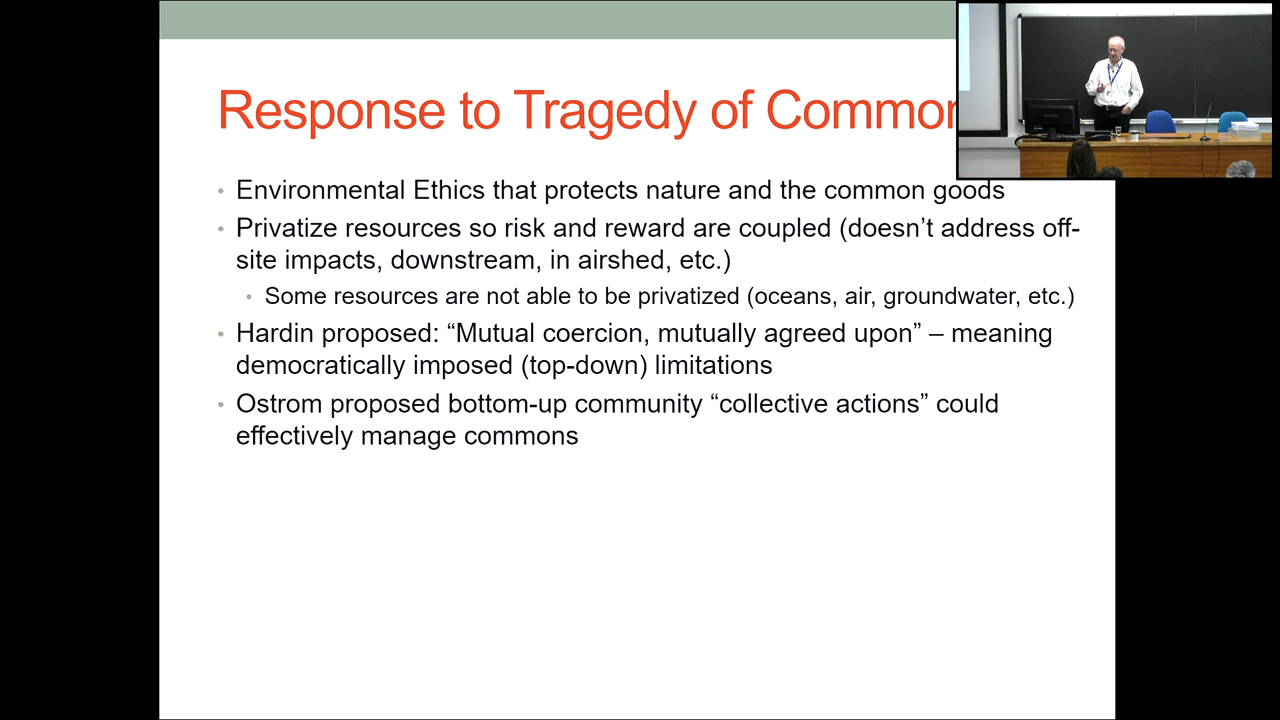 Response to Tragedy of Common
• Environmental Ethics that protects nature and the common goods
• Privatize resources so risk and reward are coupled (doesn’t address off-
site impacts, downstream, in airshed, etc.)
• Some resources are not able to be privatized (oceans, air, groundwater, etc.)
• Hardin proposed: “Mutual coercion, mutually agreed upon” – meaning
democratically imposed (top-down) limitations
• Ostrom proposed bottom-up community “collective actions” could
effectively manage commons